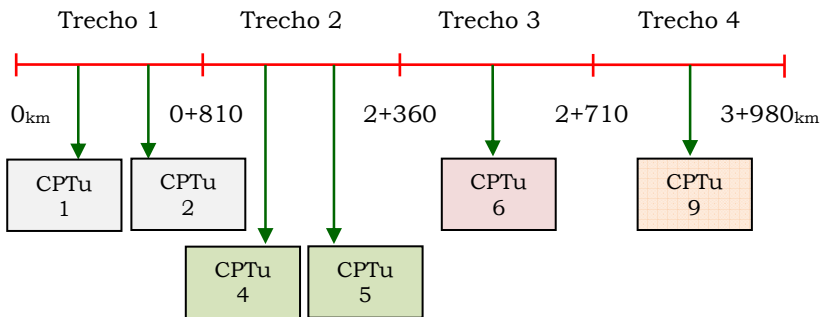 Trecho 1 Trecho 2 Trecho 3 Trecho 4
0km 0+810 2+360 2+710 3+980km
CPTu
1
CPTu
2
CPTu
6
CPTu
9
CPTu
4
CPTu
5